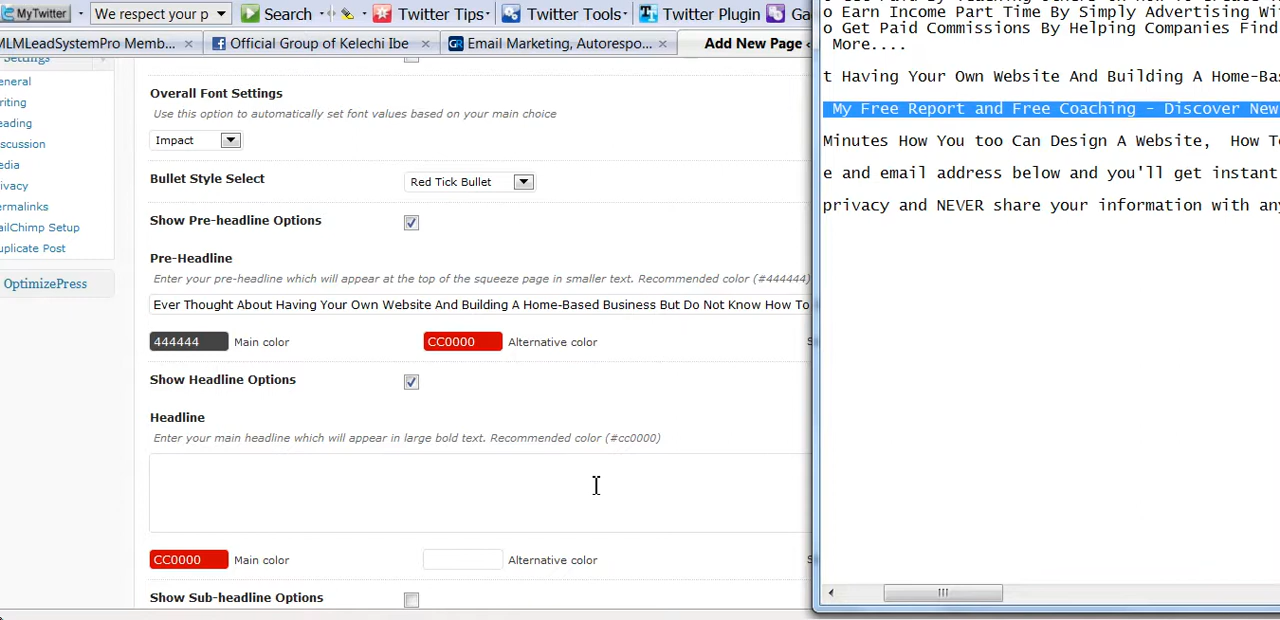 MyTwitter
We respect your p
Search
Twitter Tips
Twitter Tools
Twitter Plugin
Ga
MLMLeadSystemPro Memb...
Official Group of Kelechi Ibe
Email Marketing, Autorespo...
Add New Page ‹
Settings
eneral
riting
eading
scussion
edia
ivacy
ermalinks
ailChimp Setup
uplicate Post
OptimizePress
Overall Font Settings
Use this option to automatically set font values based on your main choice
Impact
Bullet Style Select
Red Tick Bullet
Show Pre-headline Options
Pre-Headline
Enter your pre-headline which will appear at the top of the squeeze page in smaller text. Recommended color (#444444)
Ever Thought About Having Your Own Website And Building A Home-Based Business But Do Not Know How To
444444 Main color
CC0000 Alternative color
Show Headline Options
Headline
Enter your main headline which will appear in large bold text. Recommended color (#cc0000)
CC0000 Main color
Alternative color
Show Sub-headline Options
o Earn Income Part Time By Simply Advertising Wi
o Get Paid Commissions By Helping Companies Find
More....
t Having Your Own Website And Building A Home-Bas
My Free Report and Free Coaching - Discover New
Minutes How You too Can Design A Website, How To
e and email address below and you'll get instant
privacy and NEVER share your information with any